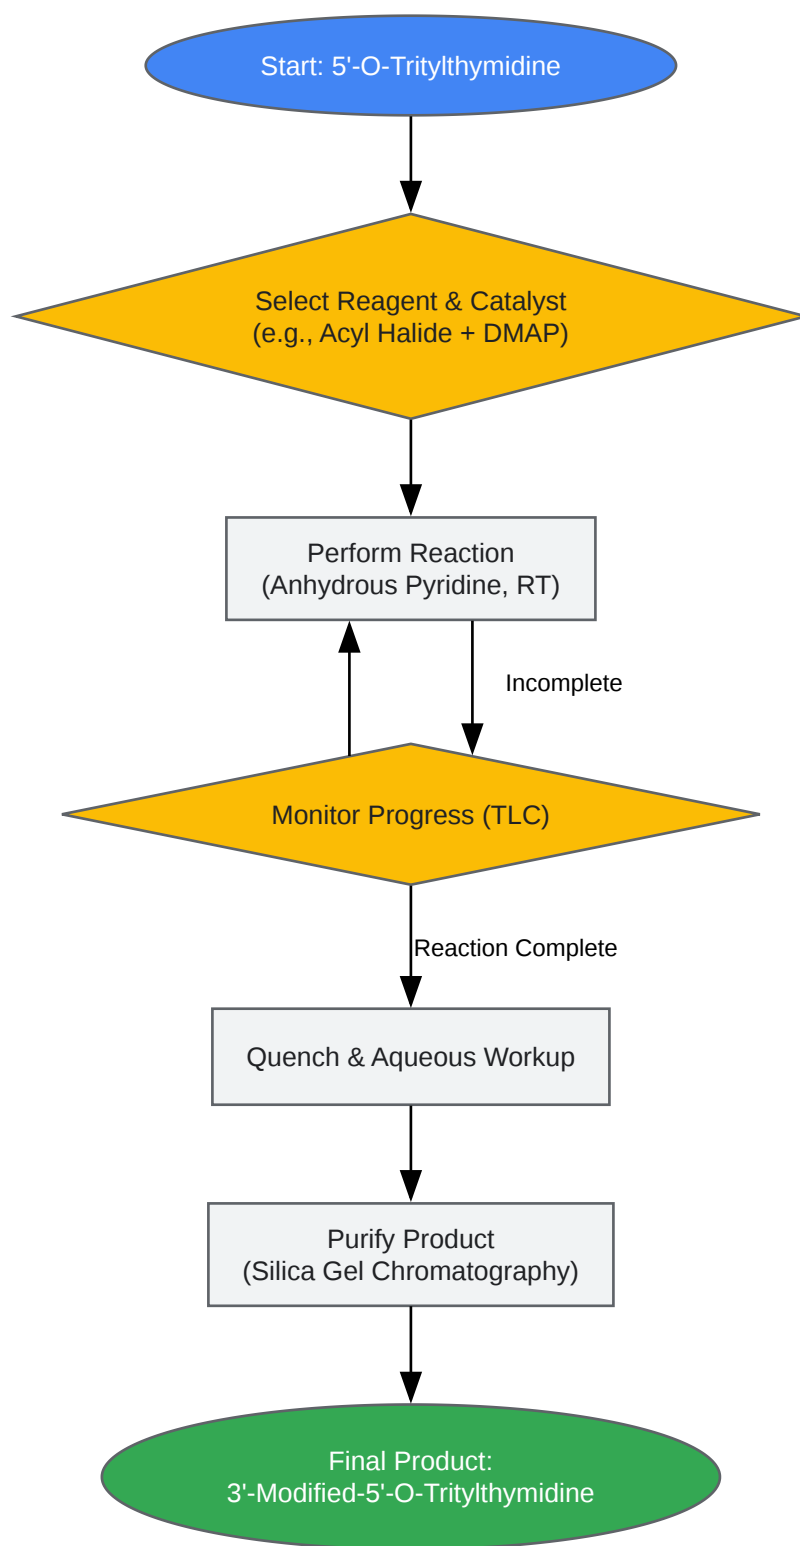 Start: 5'-O-Tritylthymidine
Select Reagent & Catalyst
(e.g., Acyl Halide + DMAP)
Perform Reaction
(Anhydrous Pyridine, RT)
Incomplete
Monitor Progress (TLC)
Reaction Complete
Quench & Aqueous Workup
Purify Product
(Silica Gel Chromatography)
Final Product:
3'-Modified-5'-O-Tritylthymidine